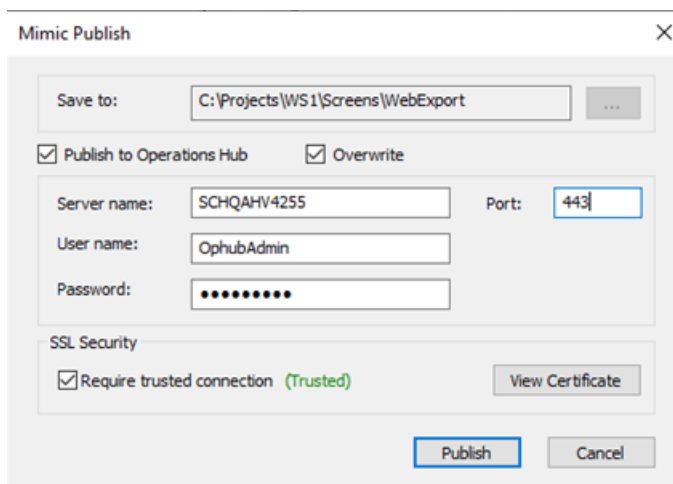 Mimic Publish
Save to: C:\Projects\WS1\Screens\WebExport ...
Publish to Operations Hub Overwrite
Server name: SCHQAHV4255 Port: 443
User name: OphubAdmin
Password: •••••••••
SSL Security
Require trusted connection (Trusted) View Certificate
Publish Cancel